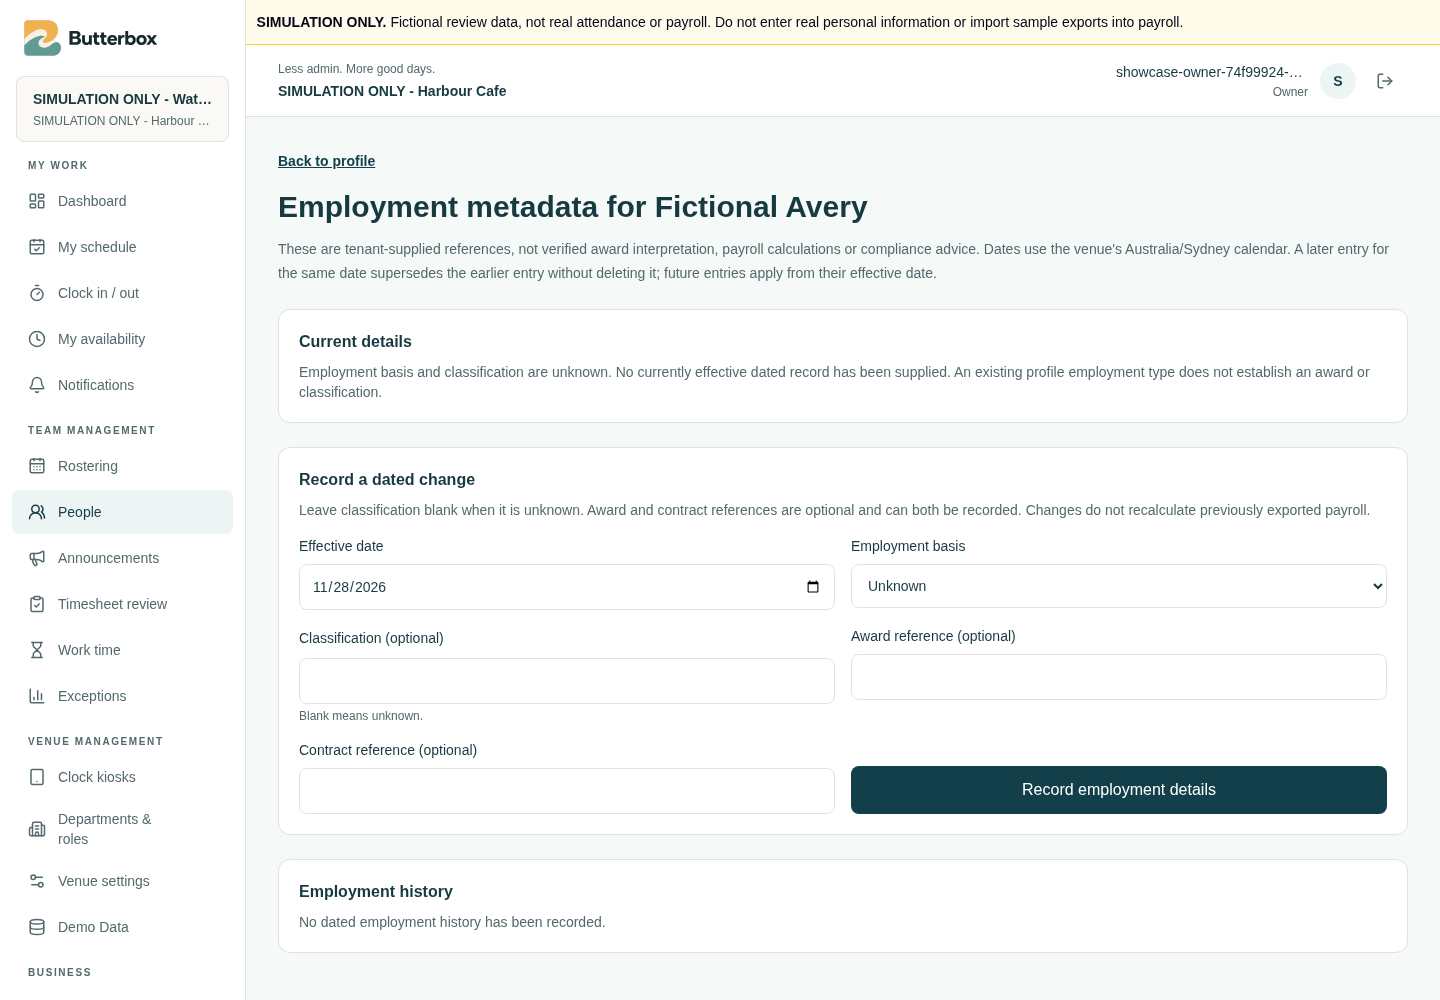 Butterbox
SIMULATION ONLY - Wat…
SIMULATION ONLY - Harbour …
MY WORK
Dashboard
My schedule
Clock in / out
My availability
Notifications
TEAM MANAGEMENT
Rostering
People
Announcements
Timesheet review
Work time
Exceptions
VENUE MANAGEMENT
Clock kiosks
Departments &
roles
Venue settings
Demo Data
BUSINESS
SIMULATION ONLY. Fictional review data, not real attendance or payroll. Do not enter real personal information or import sample exports into payroll.
Less admin. More good days.
SIMULATION ONLY - Harbour Cafe
showcase-owner-74f99924-…
Owner
S
Back to profile
Employment metadata for Fictional Avery
These are tenant-supplied references, not verified award interpretation, payroll calculations or compliance advice. Dates use the venue's Australia/Sydney calendar. A later entry for
the same date supersedes the earlier entry without deleting it; future entries apply from their effective date.
Current details
Employment basis and classification are unknown. No currently effective dated record has been supplied. An existing profile employment type does not establish an award or
classification.
Record a dated change
Leave classification blank when it is unknown. Award and contract references are optional and can both be recorded. Changes do not recalculate previously exported payroll.
Effective date
11/28/2026
Employment basis
Unknown
Classification (optional)
Blank means unknown.
Award reference (optional)
Contract reference (optional)
Record employment details
Employment history
No dated employment history has been recorded.